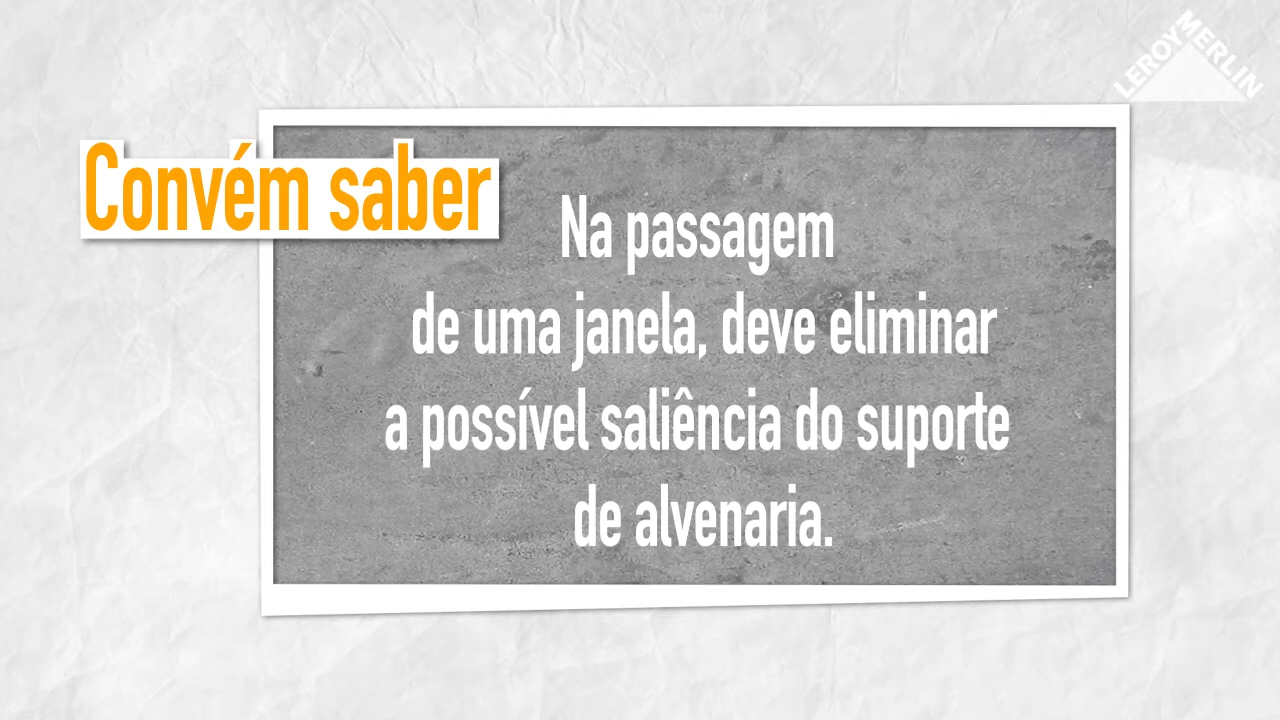 LEROY MERLIN
Convém saber
Na passagem
de uma janela, deve eliminar
a possível saliência do suporte
de alvenaria.